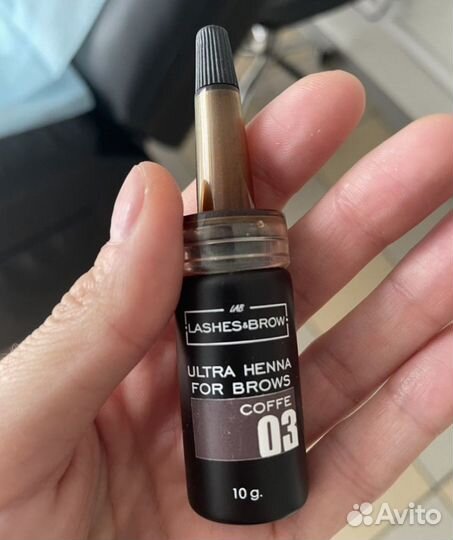 LAB
LASHES&BROW
ULTRA HENNA
FOR BROWS
COFFE
03
10 g.
Avito